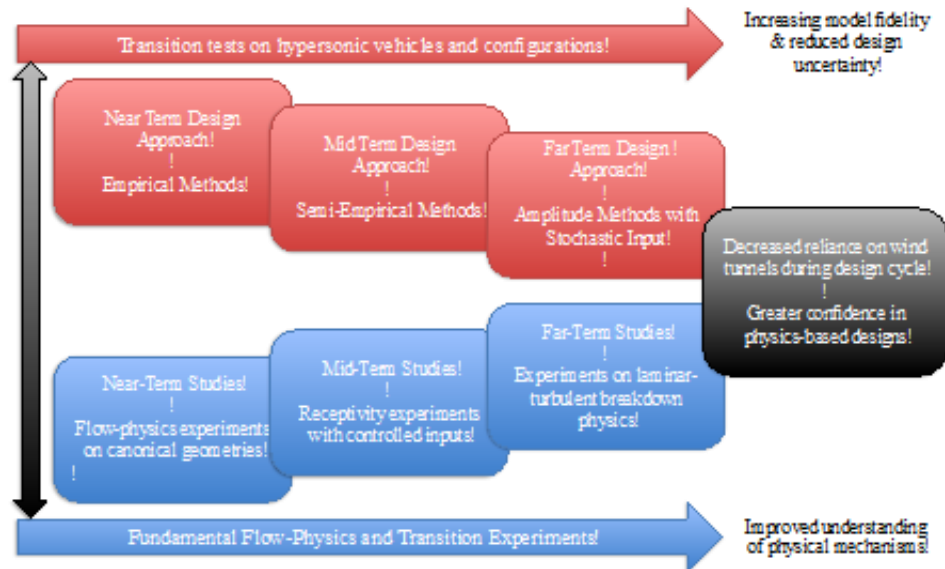 Transition tests on hypersonic vehicles and configurations!
Increasing model fidelity
& reduced design
uncertainty!
Near Term Design
Approach!
!
Empirical Methods!
Mid Term Design
Approach!
!
Semi-Empirical Methods!
Far Term Design !
Approach!
!
Amplitude Methods with
Stochastic Input!
!
Decreased reliance on wind
tunnels during design cycle!
!
Greater confidence in
physics-based designs!
Near-Term Studies!
!
Flow-physics experiments
on canonical geometries!
!
Mid-Term Studies!
!
Receptivity experiments
with controlled inputs!
Far-Term Studies!
!
Experiments on laminar-
turbulent breakdown
physics!
Fundamental Flow-Physics and Transition Experiments!
Improved understanding
of physical mechanisms!